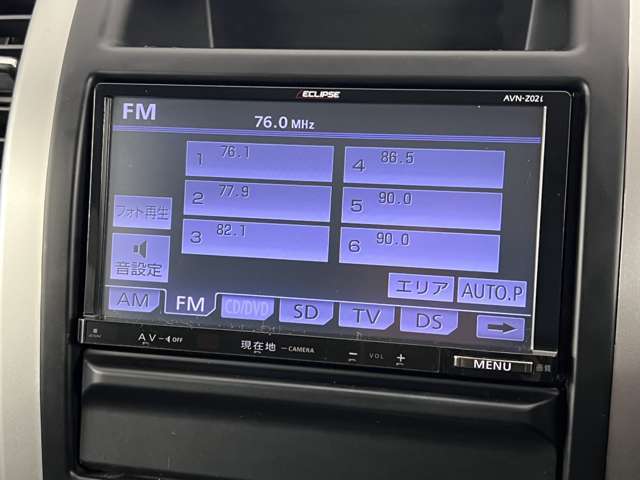 ECLIPSE AVN-Z02i
FM
76.0 MHz
1 76.1
4 86.5
2 77.9
5 90.0
3 82.1
6 90.0
フォト再生
音設定
エリア AUTO.P
AM FM CD/DVD SD TV DS
AV OFF 現在地 CAMERA − VOL + MENU 画質